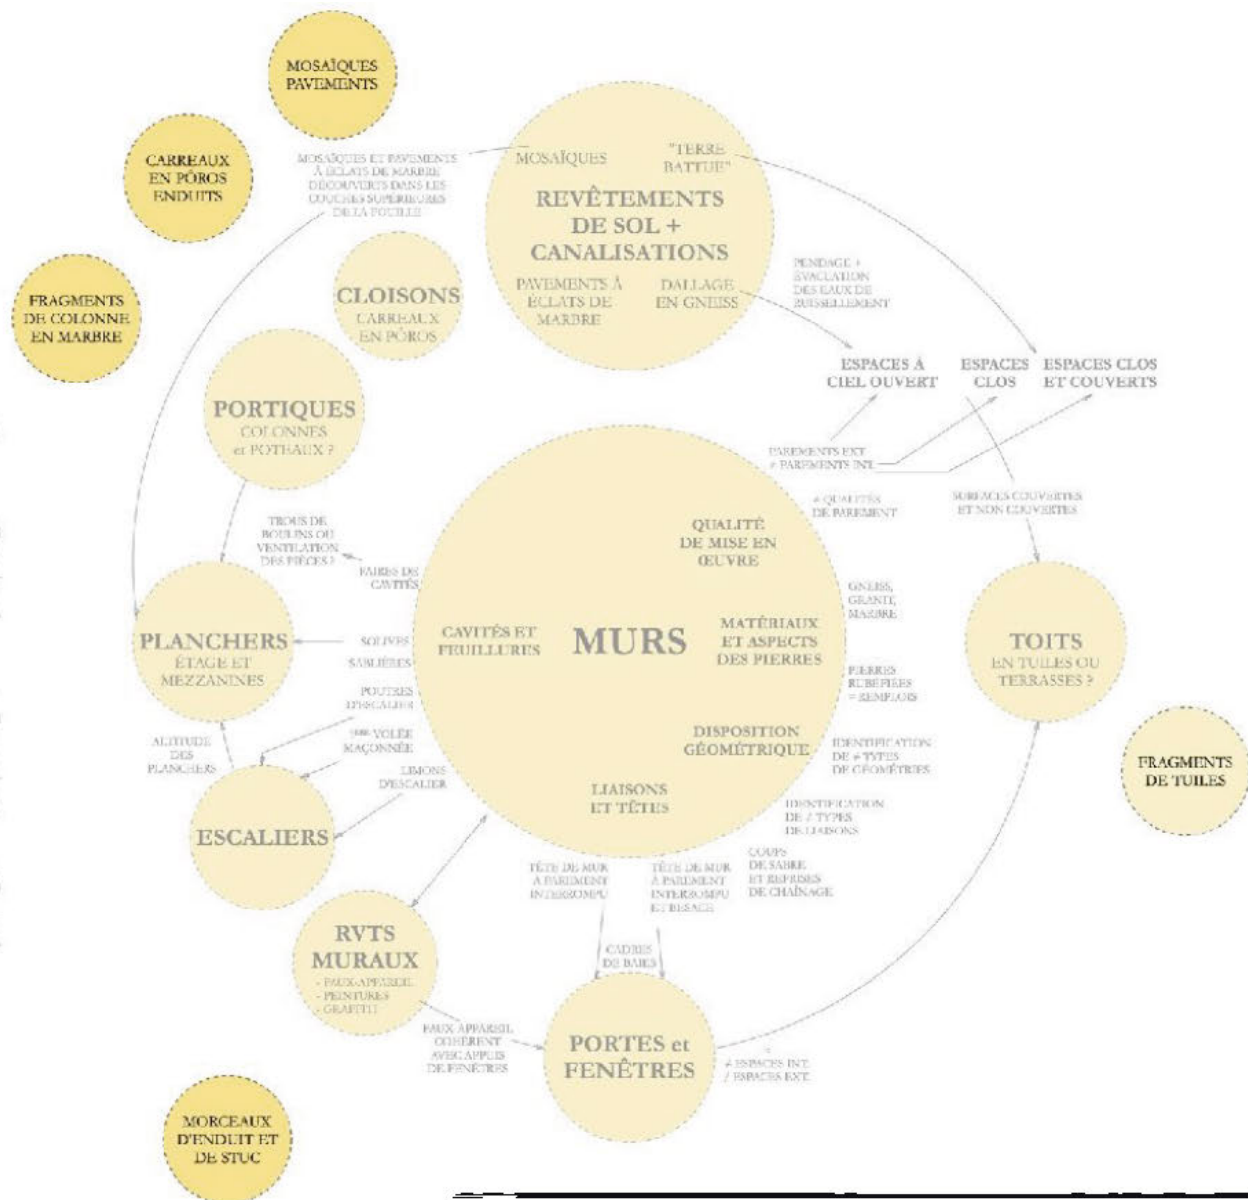 MOSAÏQUES
PAVEMENTS
CARREAUX
EN PÔROS
ENDUITS
FRAGMENTS
DE COLONNE
EN MARBRE
MOSAÏQUES ET PAVEMENTS
À ÉCLATS DE MARBRE
DÉCOUVERTS DANS LES
COUCHES SUPÉRIEURES
DE LA FOUILLE
MOSAÏQUES
"TERRE
BATTUE"
REVÊTEMENTS
DE SOL +
CANALISATIONS
PAVEMENTS À
ÉCLATS DE
MARBRE
DALLAGE
EN GNEISS
CLOISONS
CARREAUX
EN PÔROS
PENDAGE +
ÉVACULATION
DES EAUX DE
RUISSELLEMENT
ESPACES À
CIEL OUVERT
ESPACES
CLOS
ESPACES CLOS
ET COUVERTS
PORTIQUES
COLONNES
et POTEAUX ?
PAREMENTS EXT.
≠ PAREMENTS INT.
≠ QUALITÉS
DE PAREMENT
SURFACES COUVERTES
ET NON COUVERTES
TROUS DE
BOULINS OU
VENTILATION
DES PIÈCES ?
PAIRES DE
CAVITÉS
QUALITÉ
DE MISE EN
ŒUVRE
GNEISS,
GRANTE,
MARBRE
PLANCHERS
ÉTAGE ET
MEZZANINES
SOLIVES
SABLIÈRES
CAVITÉS ET
FEUILLURES
MURS
MATÉRIAUX
ET ASPECTS
DES PIERRES
TOITS
EN TUILES OU
TERRASSES ?
PIERRES
RUBÉFIÉES
= REMPLOIS
POUTRES
D'ESCALIER
1ÈRE VOLÉE
MAÇONNÉE
LIMONS
D'ESCALIER
ALTITUDE
DES
PLANCHERS
DISPOSITION
GÉOMÉTRIQUE
IDENTIFICATION
DE ≠ TYPES
DE GÉOMÉTRIES
FRAGMENTS
DE TUILES
LIAISONS
ET TÊTES
IDENTIFICATION
DE ≠ TYPES
DE LIAISONS
ESCALIERS
COUPS
DE SABRE
ET REPRISES
DE CHAÎNAGE
TÊTE DE MUR
À PAREMENT
INTERROMPU
TÊTE DE MUR
À PAREMENT
INTERROMPU
ET BESACE
RVTS
MURAUX
- FAUX-APPAREIL
- PEINTURES
- GRAFFITI
CADRES
DE BAIES
FAUX APPAREIL
COHÉRENT
AVEC APPUIS
DE FENÊTRES
PORTES et
FENÊTRES
≠ ESPACES INT.
/ ESPACES EXT.
MORCEAUX
D'ENDUIT ET
DE STUC